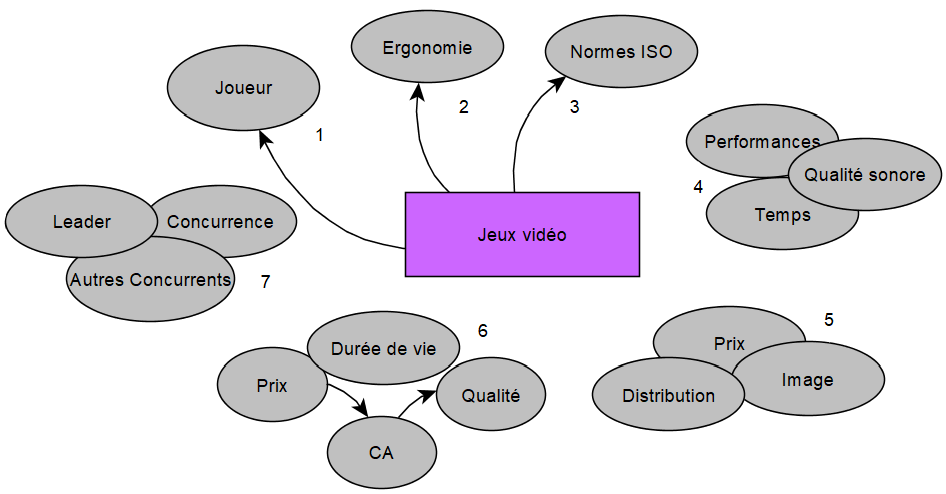 Ergonomie
Normes ISO
Joueur
1
2
3
Performances
Qualité sonore
4
Temps
Leader
Concurrence
Jeux vidéo
Autres Concurrents
7
6
5
Durée de vie
Prix
Prix
Image
Qualité
Distribution
CA